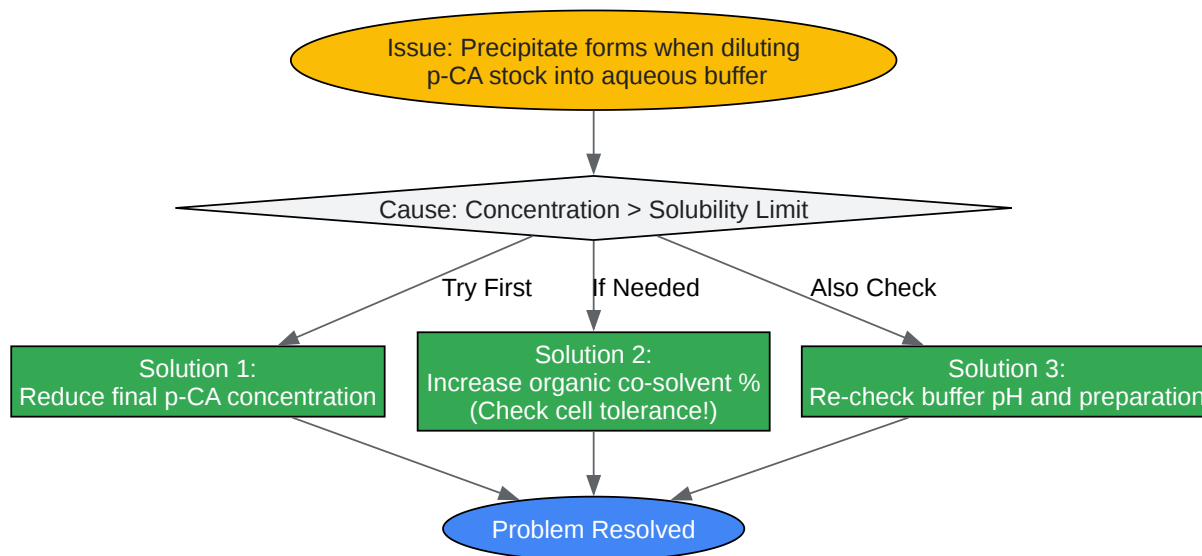 Issue: Precipitate forms when diluting
p-CA stock into aqueous buffer
Cause: Concentration > Solubility Limit
Try First
If Needed
Also Check
Solution 1:
Reduce final p-CA concentration
Solution 2:
Increase organic co-solvent %
(Check cell tolerance!)
Solution 3:
Re-check buffer pH and preparation
Problem Resolved